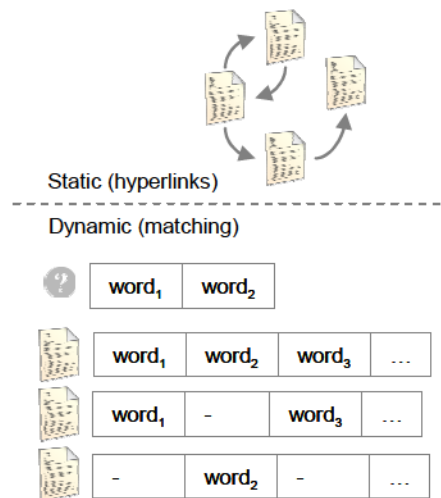 Static (hyperlinks)
Dynamic (matching)
?
word₁ word₂
word₁ word₂ word₃ ...
word₁ - word₃ ...
- word₂ - ...